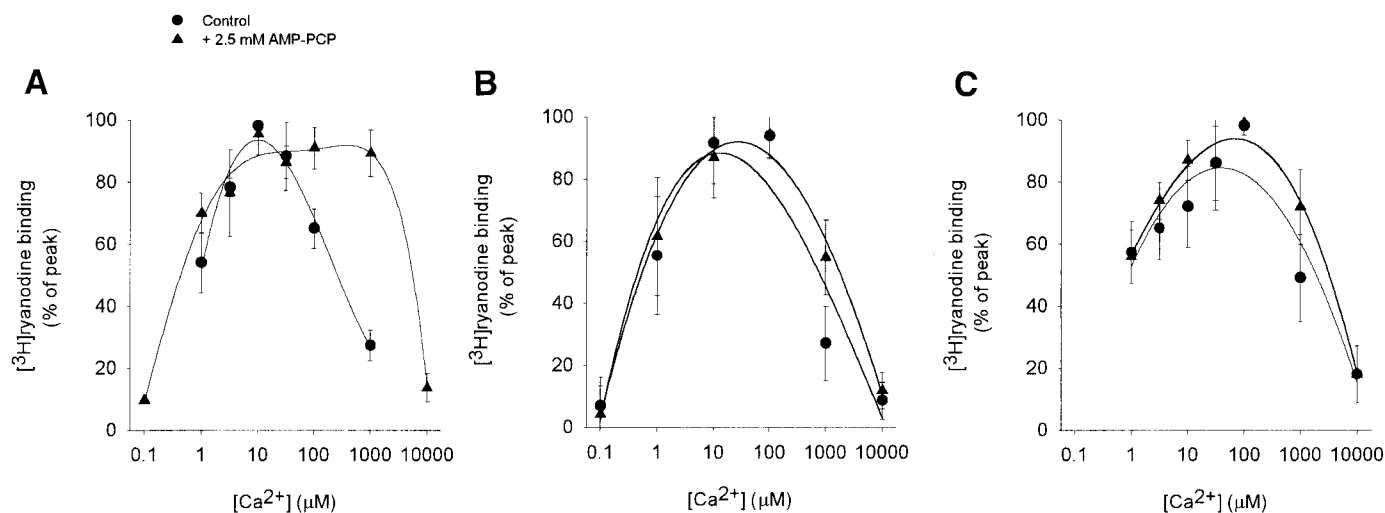 Control
+ 2.5 mM AMP-PCP
A
[³H]ryanodine binding
(% of peak)
100
80
60
40
20
0
0.1 1 10 100 1000 10000
[Ca²⁺] (μM)
B
[³H]ryanodine binding
(% of peak)
100
80
60
40
20
0
0.1 1 10 100 1000 10000
[Ca²⁺] (μM)
C
[³H]ryanodine binding
(% of peak)
100
80
60
40
20
0
0.1 1 10 100 1000 10000
[Ca²⁺] (μM)